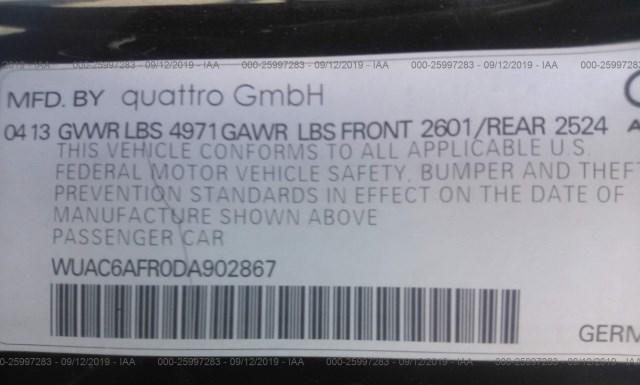 000-25997283 - 09/12/2019 - IAA 000-25997283 - 09/12/2019 - IAA 000-25997283 - 09/12/2019 - IAA
MFD. BY quattro GmbH
0413 GVWR LBS 4971 GAWR LBS FRONT 2601/REAR 2524
THIS VEHICLE CONFORMS TO ALL APPLICABLE U.S.
FEDERAL MOTOR VEHICLE SAFETY, BUMPER AND THEF
PREVENTION STANDARDS IN EFFECT ON THE DATE OF
MANUFACTURE SHOWN ABOVE
PASSENGER CAR
WUAC6AFR0DA902867
GERM
000-25997283 - 09/12/2019 - IAA 000-25997283 - 09/12/2019 - IAA 000-25997283 - 09/12/2019 - IAA